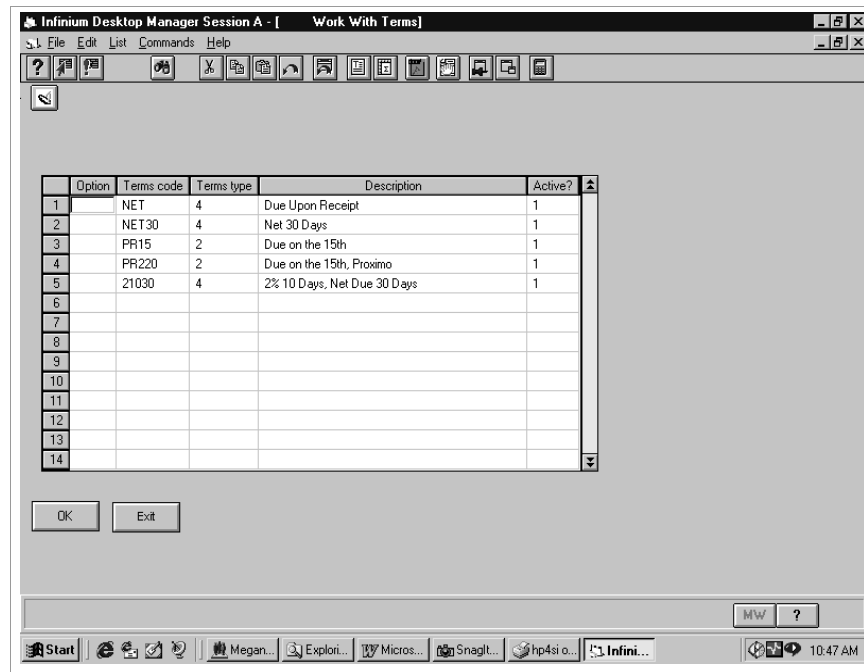 Infinium Desktop Manager Session A - [ Work With Terms]
File Edit List Commands Help
Option Terms code Terms type Description Active?
1 NET 4 Due Upon Receipt 1
2 NET30 4 Net 30 Days 1
3 PR15 2 Due on the 15th 1
4 PR220 2 Due on the 15th, Proximo 1
5 21030 4 2% 10 Days, Net Due 30 Days 1
6
7
8
9
10
11
12
13
14
OK Exit
MW ?
Start Megan... Explori... Micros... SnagIt... hp4si o... Infini... 10:47 AM